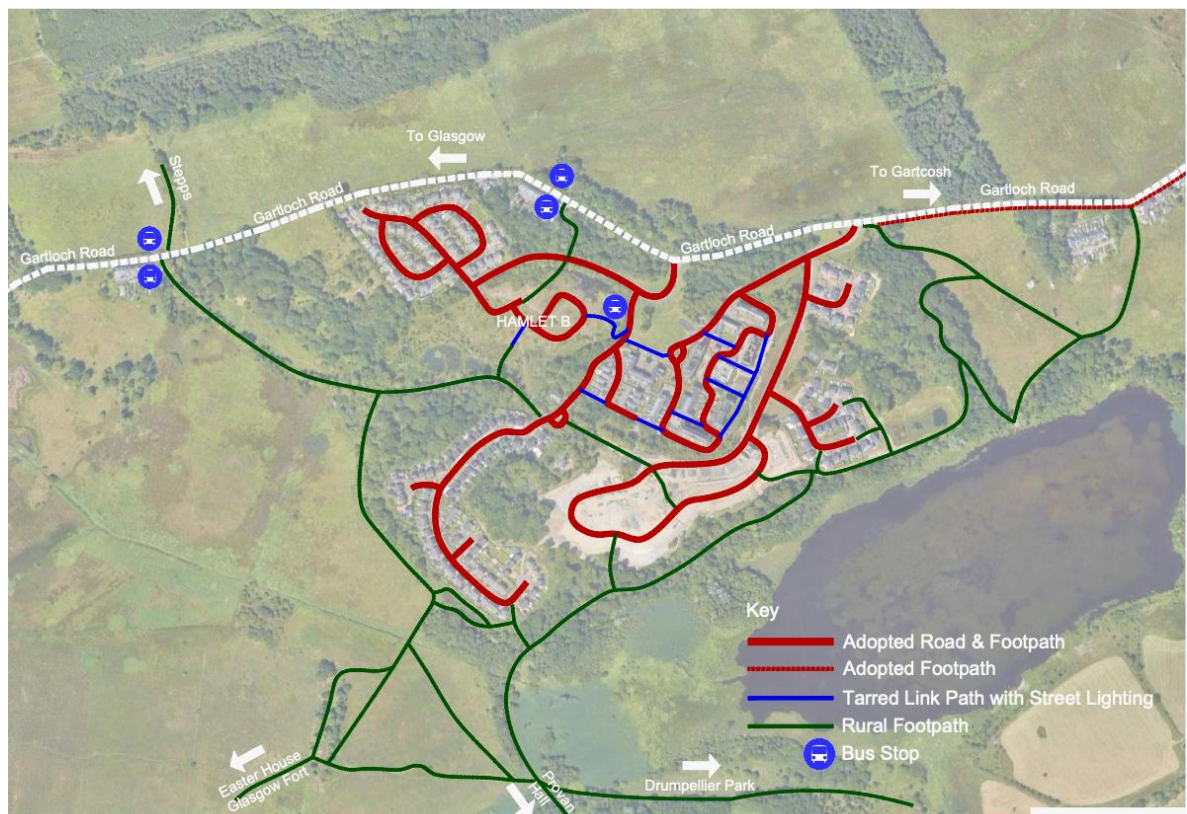 To Glasgow
To Gartcosh
Stepps
Gartloch Road
Gartloch Road
Gartloch Road
Gartloch Road
HAMLET B
Key
Adopted Road & Footpath
Adopted Footpath
Tarred Link Path with Street Lighting
Rural Footpath
Bus Stop
Easter House
Glasgow Fort
Provan
Hall
Drumpellier Park